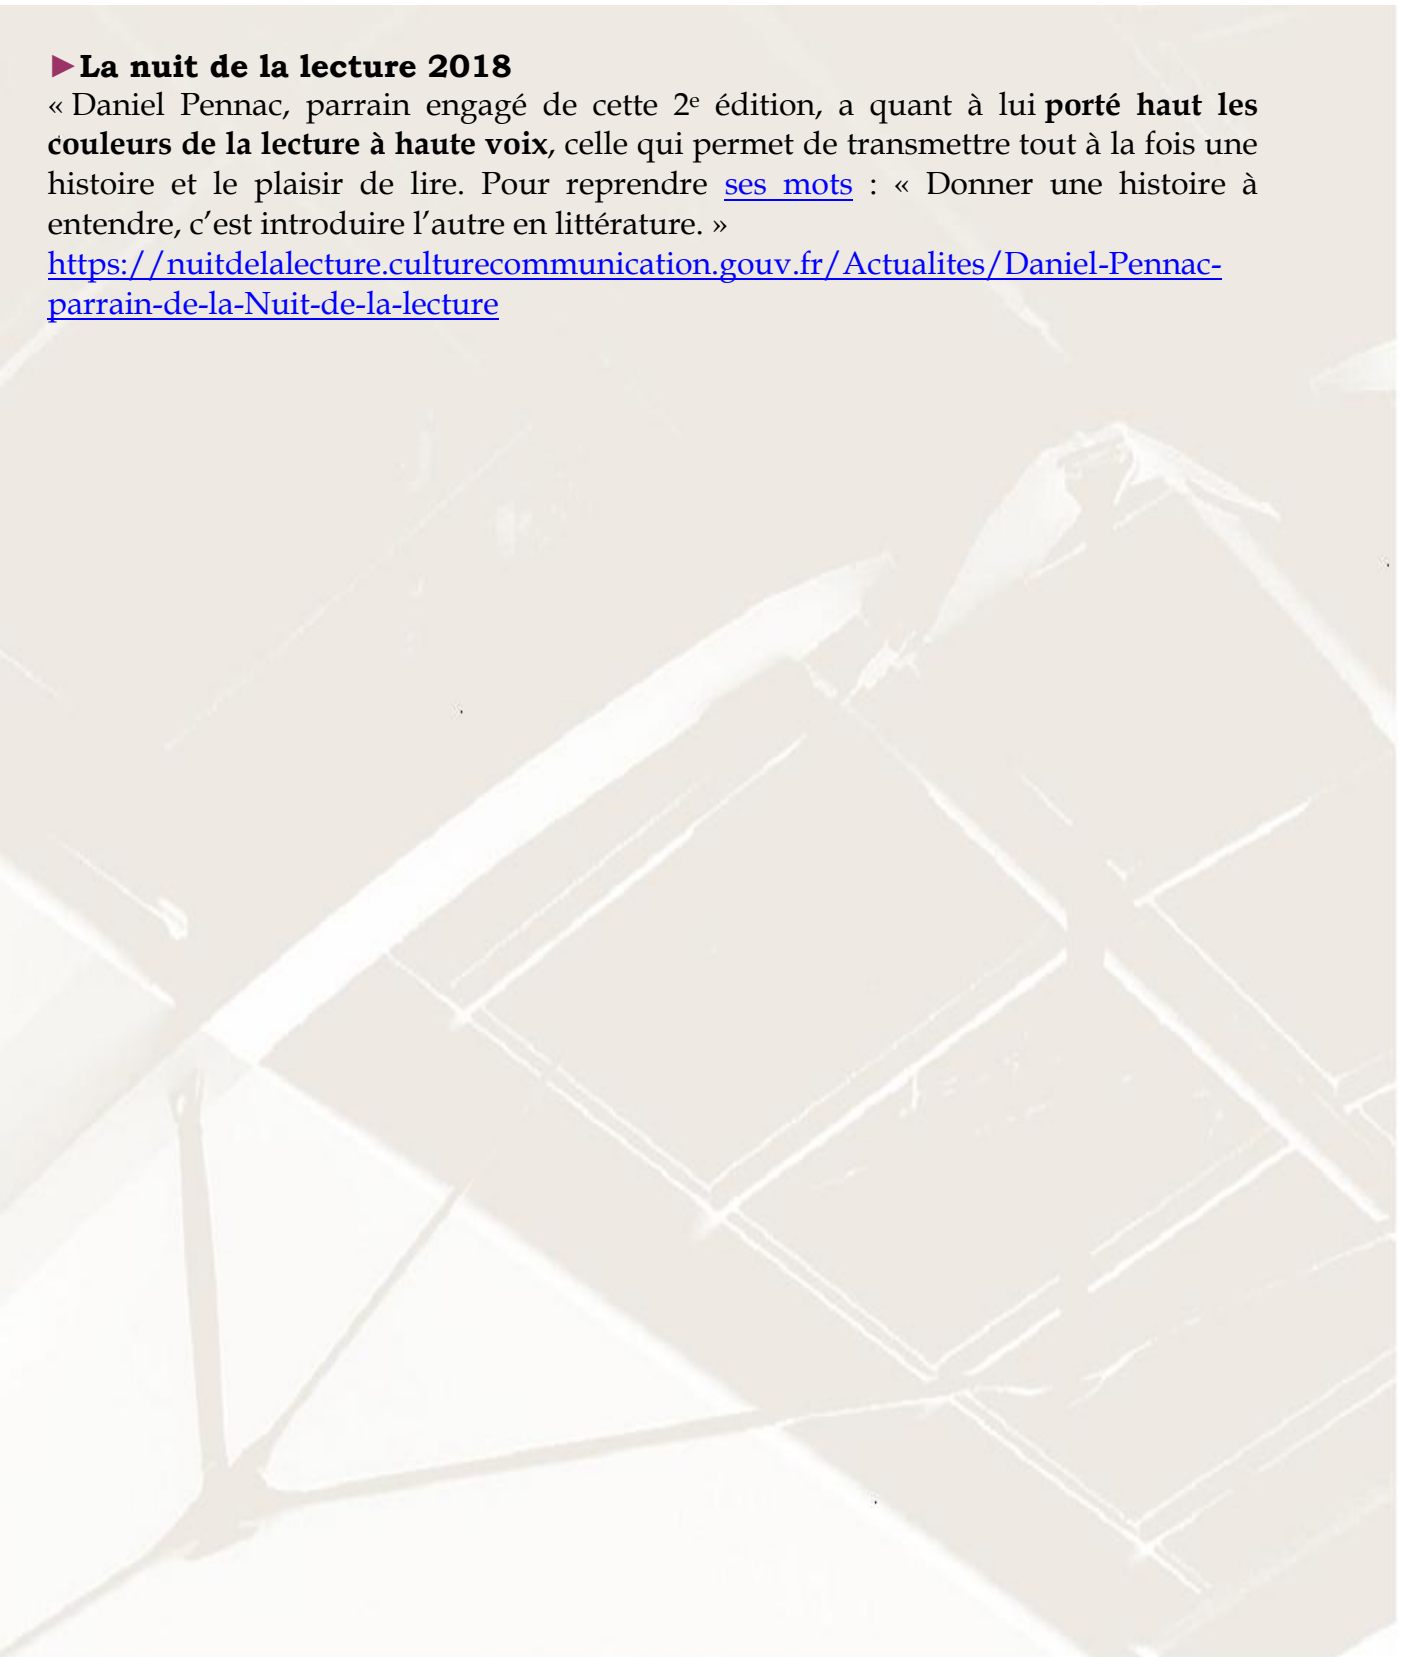 ►La nuit de la lecture 2018
« Daniel Pennac, parrain engagé de cette 2e édition, a quant à lui porté haut les
couleurs de la lecture à haute voix, celle qui permet de transmettre tout à la fois une
histoire et le plaisir de lire. Pour reprendre ses mots : « Donner une histoire à
entendre, c’est introduire l’autre en littérature. »
https://nuitdelalecture.culturecommunication.gouv.fr/Actualites/Daniel-Pennac-
parrain-de-la-Nuit-de-la-lecture